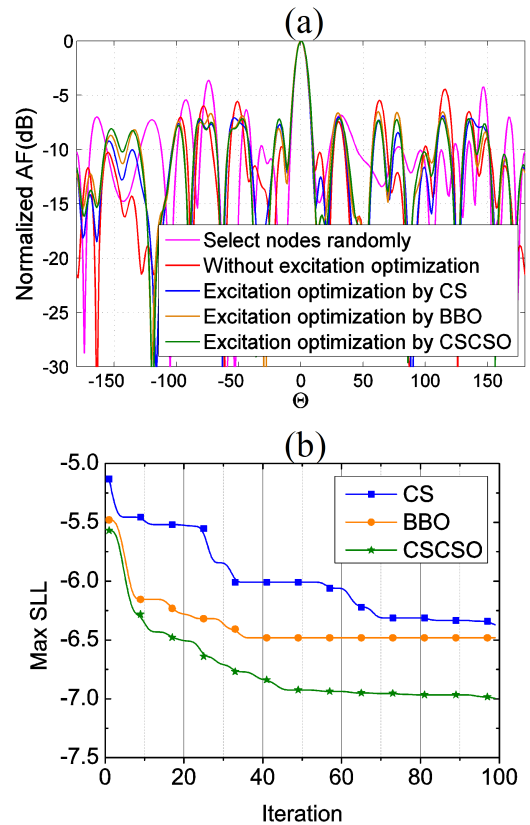 (a)
Normalized AF(dB)
0
-5
-10
-15
-20
-25
-30
Select nodes randomly
Without excitation optimization
Excitation optimization by CS
Excitation optimization by BBO
Excitation optimization by CSCSO
-150 -100 -50 0 50 100 150
Θ
(b)
Max SLL
-5.0
-5.5
-6.0
-6.5
-7.0
-7.5
CS
BBO
CSCSO
0 20 40 60 80 100
Iteration